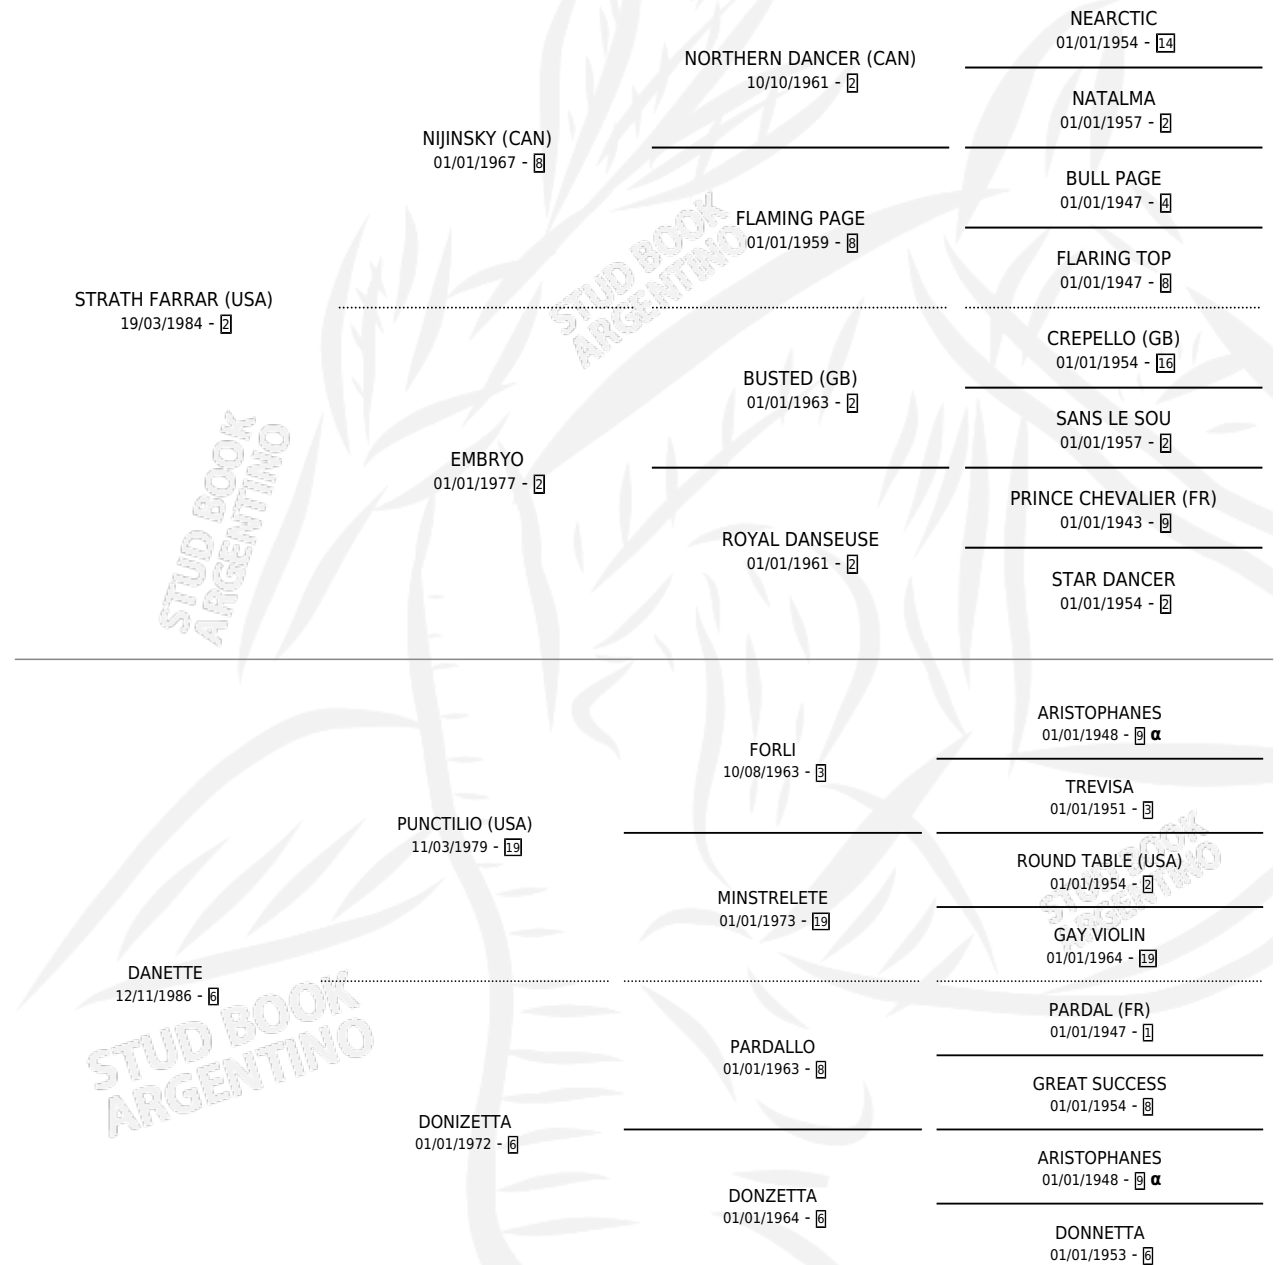 NEARCTIC
01/01/1954 - 14
NORTHERN DANCER (CAN)
10/10/1961 - 2
NATALMA
01/01/1957 - 2
NIJINSKY (CAN)
01/01/1967 - 8
BULL PAGE
01/01/1947 - 4
FLAMING PAGE
01/01/1959 - 8
FLARING TOP
01/01/1947 - 8
STRATH FARRAR (USA)
19/03/1984 - 2
CREPELLO (GB)
01/01/1954 - 16
BUSTED (GB)
01/01/1963 - 2
SANS LE SOU
01/01/1957 - 2
EMBRYO
01/01/1977 - 2
PRINCE CHEVALIER (FR)
01/01/1943 - 9
ROYAL DANSEUSE
01/01/1961 - 2
STAR DANCER
01/01/1954 - 2
ARISTOPHANES
01/01/1948 - 9 α
FORLI
10/08/1963 - 3
TREVISA
01/01/1951 - 3
PUNCTILIO (USA)
11/03/1979 - 19
ROUND TABLE (USA)
01/01/1954 - 2
MINSTRELETE
01/01/1973 - 19
GAY VIOLIN
01/01/1964 - 19
DANETTE
12/11/1986 - 6
PARDAL (FR)
01/01/1947 - 1
PARDALLO
01/01/1963 - 8
GREAT SUCCESS
01/01/1954 - 8
DONIZETTA
01/01/1972 - 6
ARISTOPHANES
01/01/1948 - 9 α
DONZETTA
01/01/1964 - 6
DONNETTA
01/01/1953 - 6
STUD BOOK
ARGENTINO
STUD BOOK
ARGENTINO
STUD BOOK
ARGENTINO
STUD BOOK
ARGENTINO